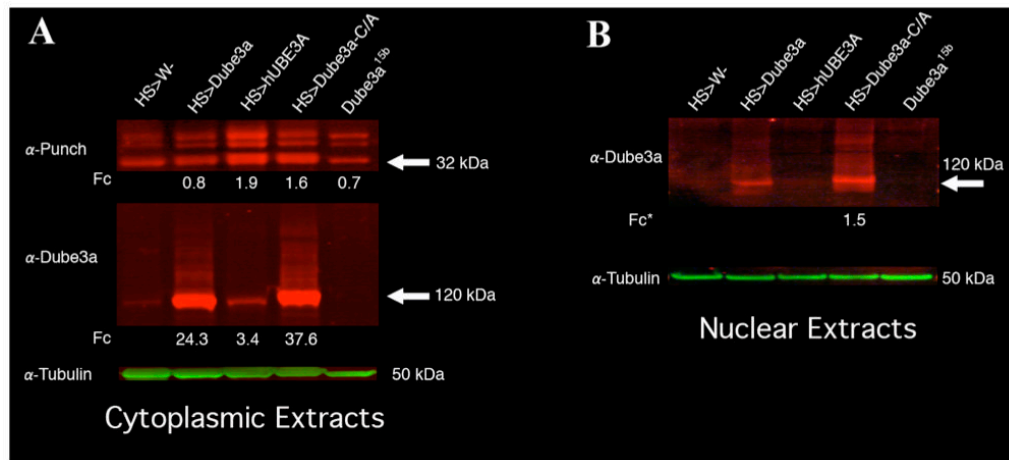 A
HS>W-
HS>Dube3a
HS>hUBE3A
HS>Dube3a-C/A
Dube3a15b
α-Punch
32 kDa
Fc 0.8 1.9 1.6 0.7
α-Dube3a
120 kDa
Fc 24.3 3.4 37.6
α-Tubulin
50 kDa
Cytoplasmic Extracts
B
HS>W-
HS>Dube3a
HS>hUBE3A
HS>Dube3a-C/A
Dube3a15b
α-Dube3a
120 kDa
Fc* 1.5
α-Tubulin
50 kDa
Nuclear Extracts